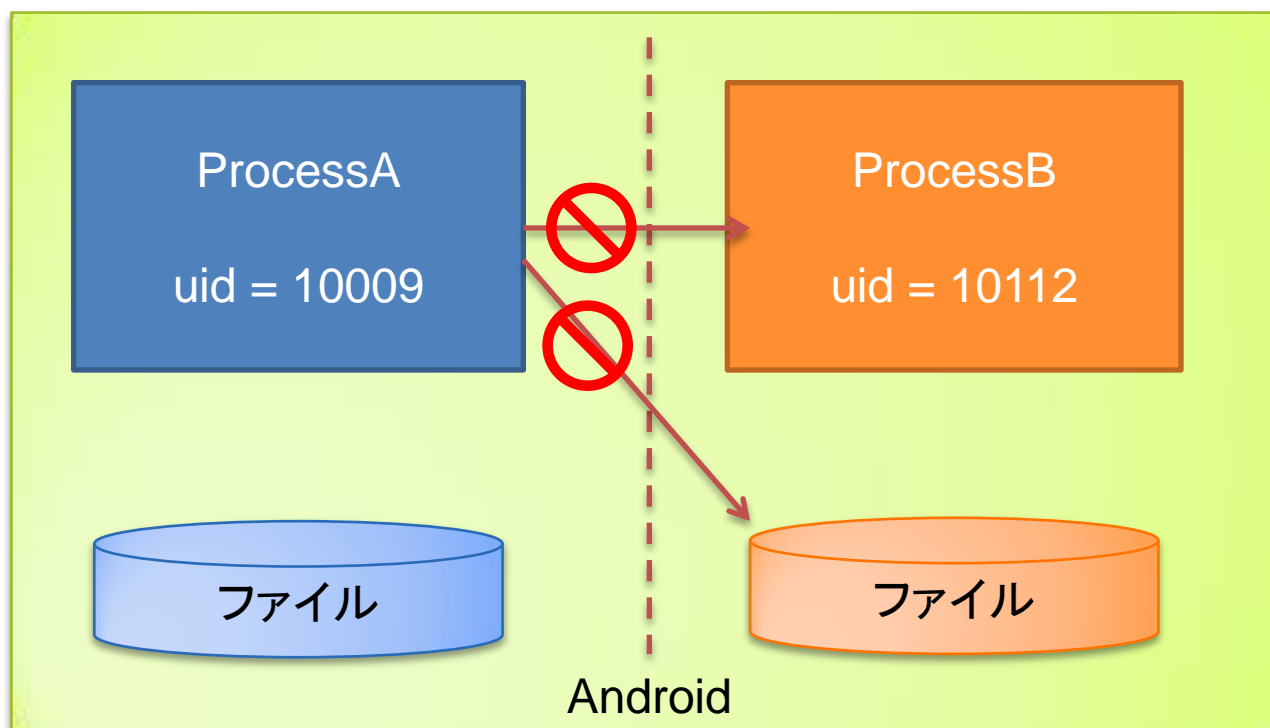 ProcessA
uid = 10009
ProcessB
uid = 10112
ファイル
ファイル
Android